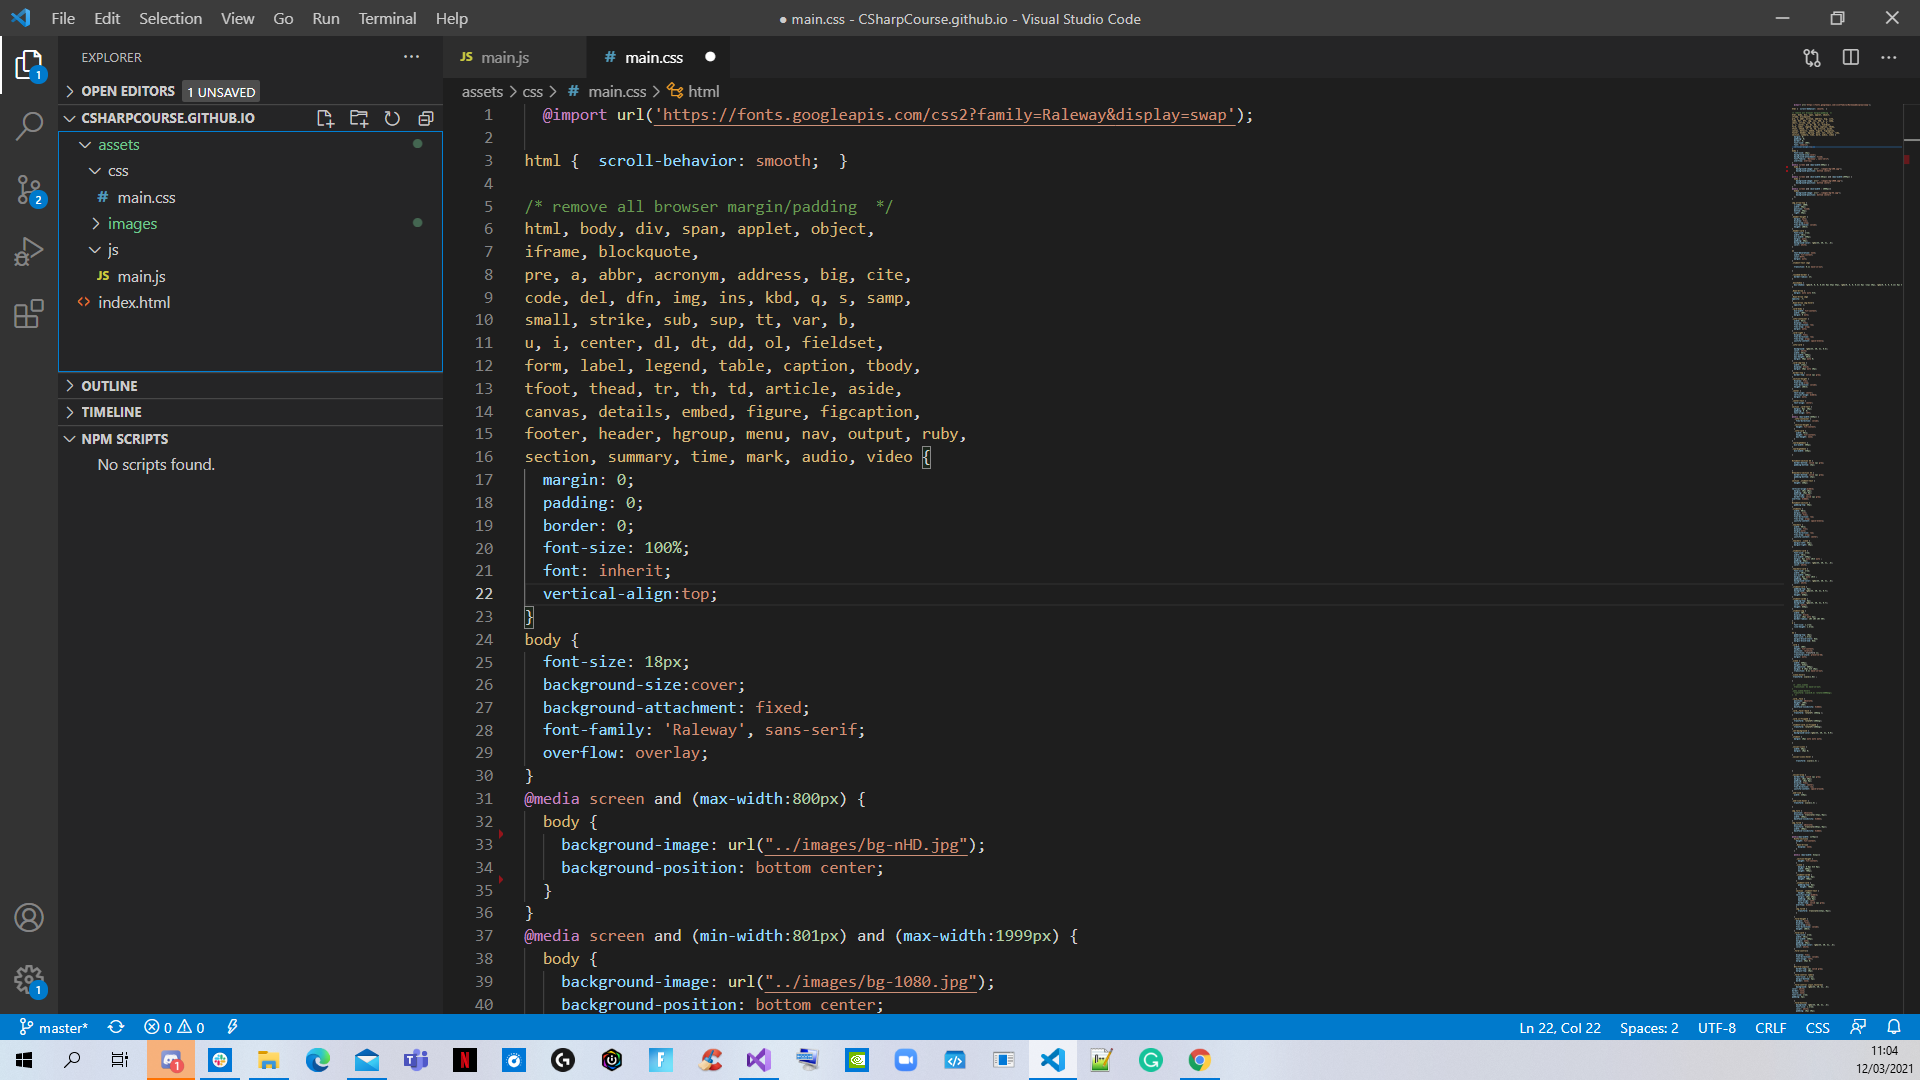 File Edit Selection View Go Run Terminal Help
● main.css - CSharpCourse.github.io - Visual Studio Code
EXPLORER
OPEN EDITORS 1 UNSAVED
CSHARPCOURSE.GITHUB.IO
assets
css
# main.css
images
js
JS main.js
<> index.html
OUTLINE
TIMELINE
NPM SCRIPTS
No scripts found.
1
2
1
JS main.js
# main.css
assets > css > # main.css > html
1 @import url('https://fonts.googleapis.com/css2?family=Raleway&display=swap');
2
3 html {  scroll-behavior: smooth;  }
4
5 /* remove all browser margin/padding  */
6 html, body, div, span, applet, object,
7 iframe, blockquote,
8 pre, a, abbr, acronym, address, big, cite,
9 code, del, dfn, img, ins, kbd, q, s, samp,
10 small, strike, sub, sup, tt, var, b,
11 u, i, center, dl, dt, dd, ol, fieldset,
12 form, label, legend, table, caption, tbody,
13 tfoot, thead, tr, th, td, article, aside,
14 canvas, details, embed, figure, figcaption,
15 footer, header, hgroup, menu, nav, output, ruby,
16 section, summary, time, mark, audio, video {
17 margin: 0;
18 padding: 0;
19 border: 0;
20 font-size: 100%;
21 font: inherit;
22 vertical-align:top;
23 }
24 body {
25 font-size: 18px;
26 background-size:cover;
27 background-attachment: fixed;
28 font-family: 'Raleway', sans-serif;
29 overflow: overlay;
30 }
31 @media screen and (max-width:800px) {
32 body {
33 background-image: url("../images/bg-nHD.jpg");
34 background-position: bottom center;
35 }
36 }
37 @media screen and (min-width:801px) and (max-width:1999px) {
38 body {
39 background-image: url("../images/bg-1080.jpg");
40 background-position: bottom center;
master* 0 0
Ln 22, Col 22 Spaces: 2 UTF-8 CRLF CSS
11:04
12/03/2021